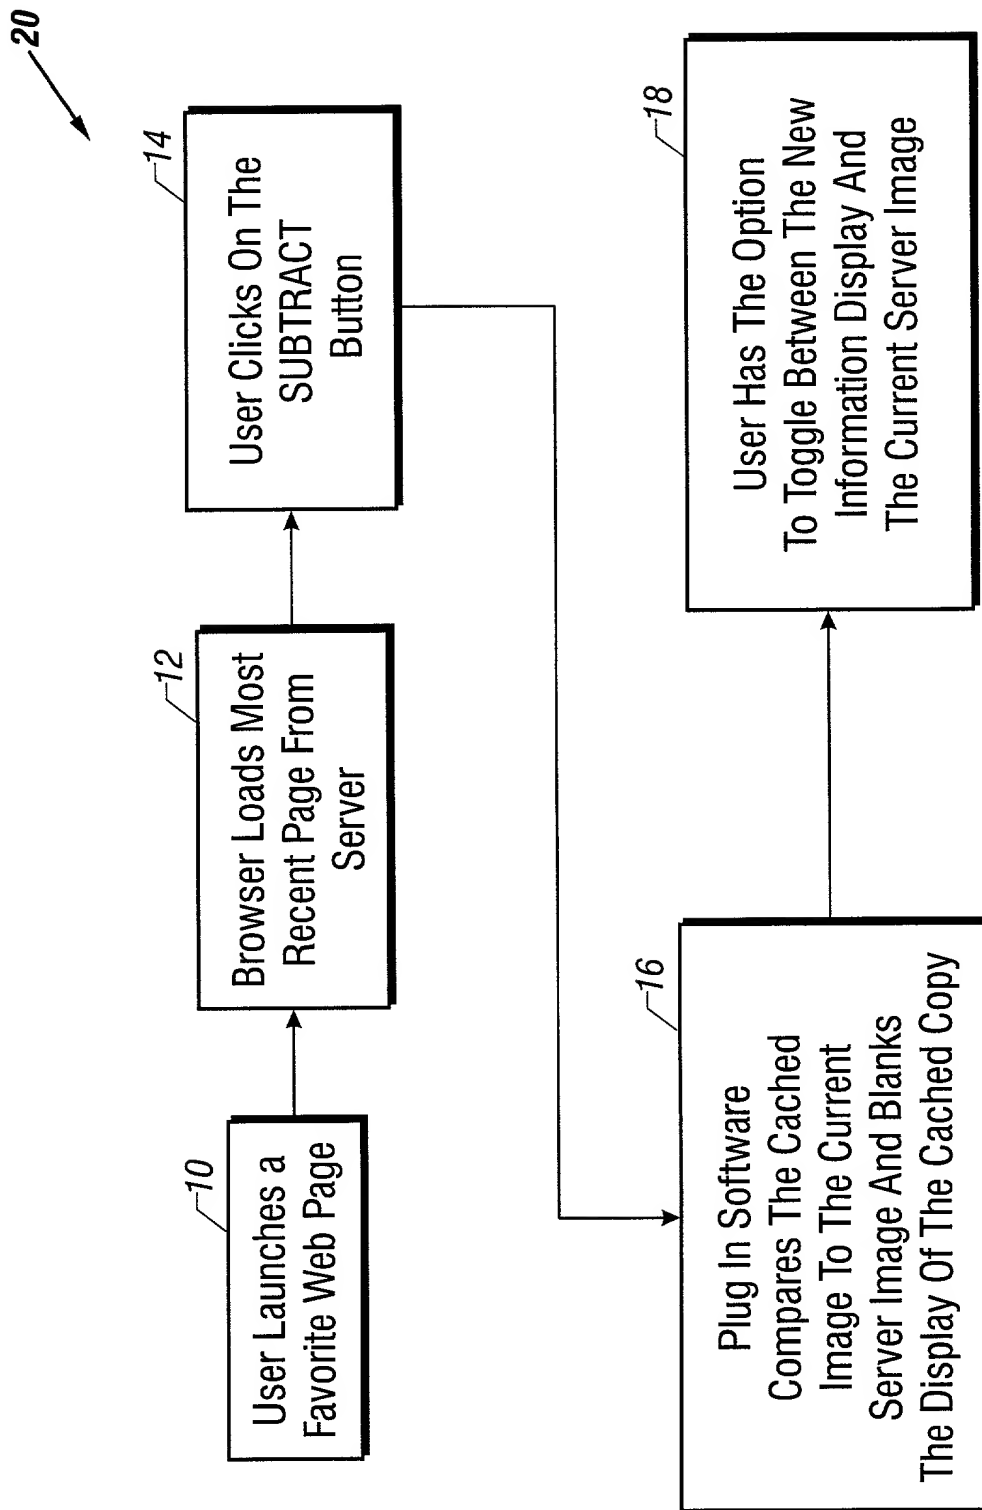 20
10
User Launches a
Favorite Web Page
12
Browser Loads Most
Recent Page From
Server
14
User Clicks On The
SUBTRACT
Button
16
Plug In Software
Compares The Cached
Image To The Current
Server Image And Blanks
The Display Of The Cached Copy
18
User Has The Option
To Toggle Between The New
Information Display And
The Current Server Image